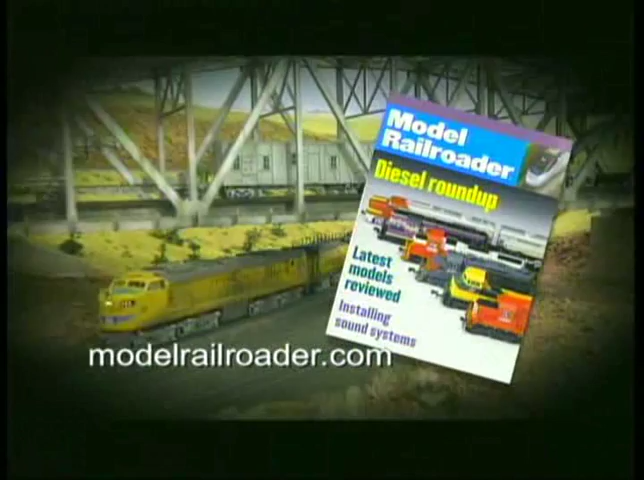 Model
Railroader
Diesel roundup
Latest
models
reviewed
Installing
sound systems
modelrailroader.com